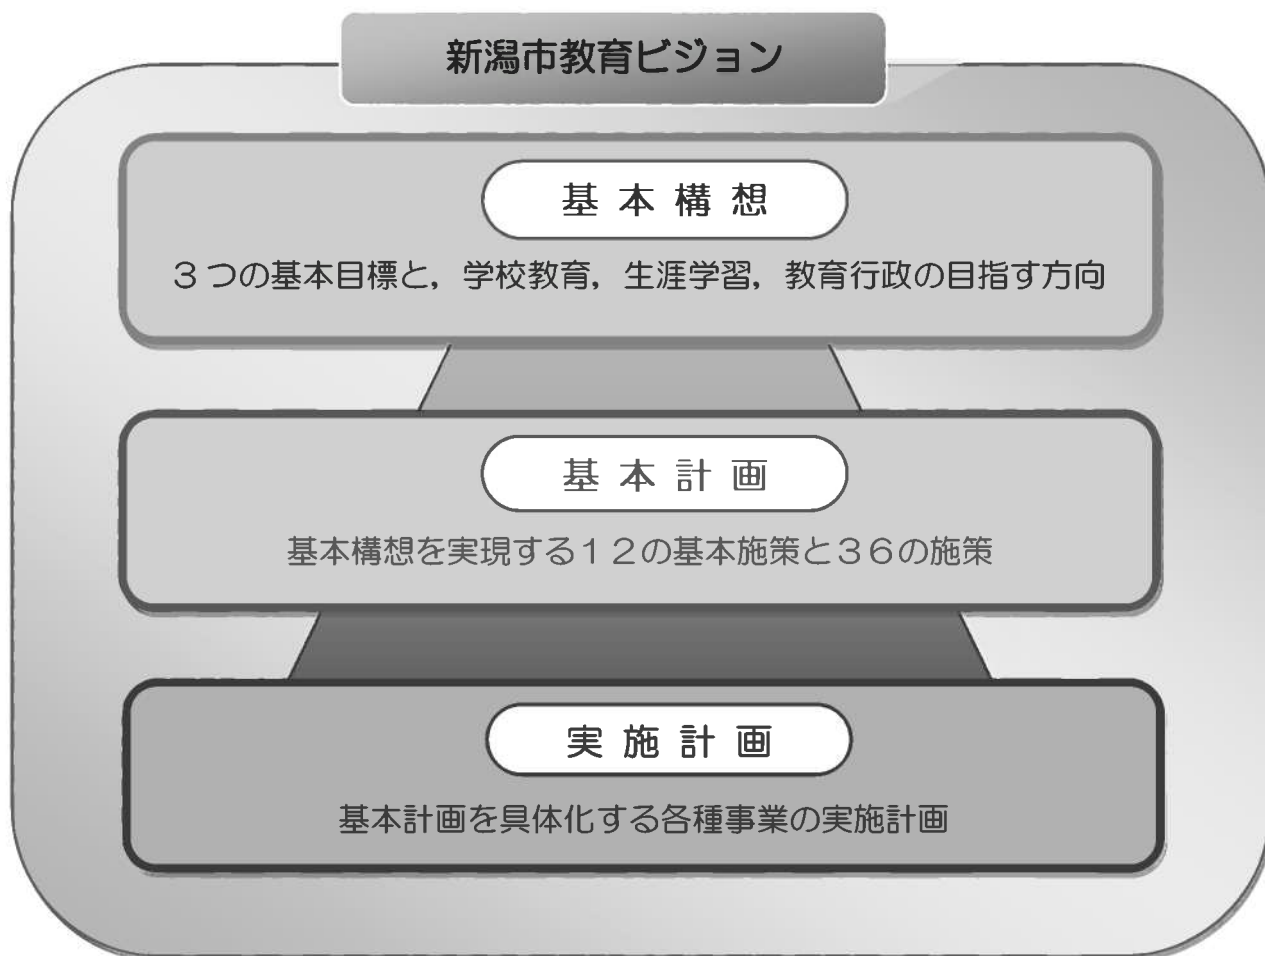 新潟市教育ビジョン
基本構想
3つの基本目標と，学校教育，生涯学習，教育行政の目指す方向
基本計画
基本構想を実現する１２の基本施策と３６の施策
実施計画
基本計画を具体化する各種事業の実施計画